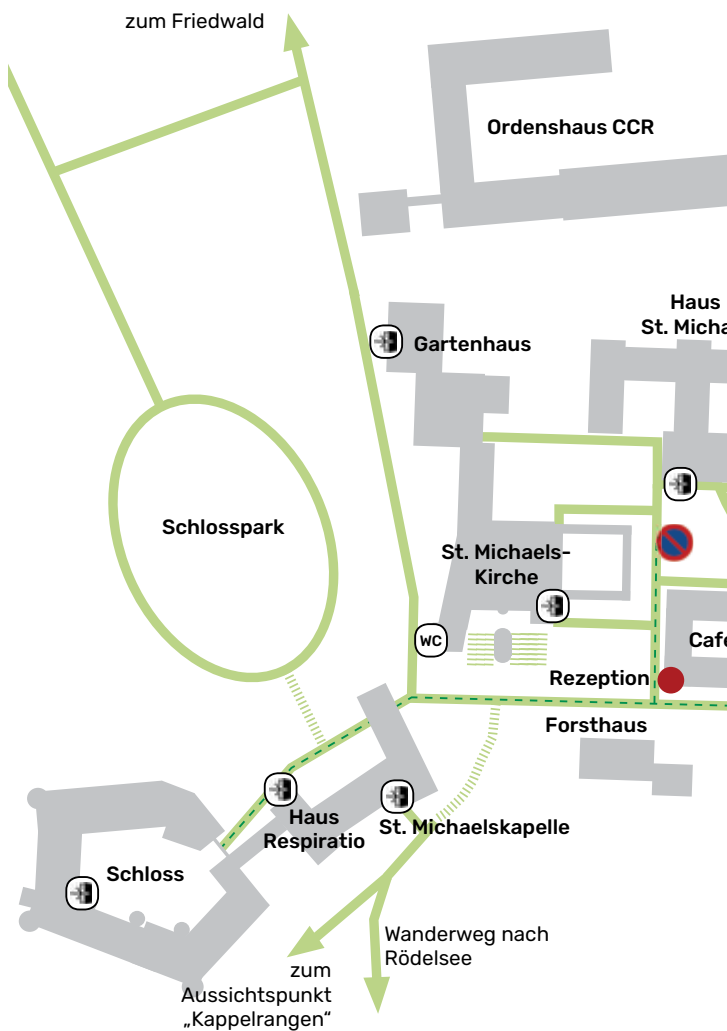 zum Friedwald
Ordenshaus CCR
Haus
St. Micha
Gartenhaus
Schlosspark
St. Michaels-
Kirche
WC
Café
Rezeption
Forsthaus
Haus
Respiratio
St. Michaelskapelle
Schloss
Wanderweg nach
Rödelsee
zum
Aussichtspunkt
„Kappelrangen“